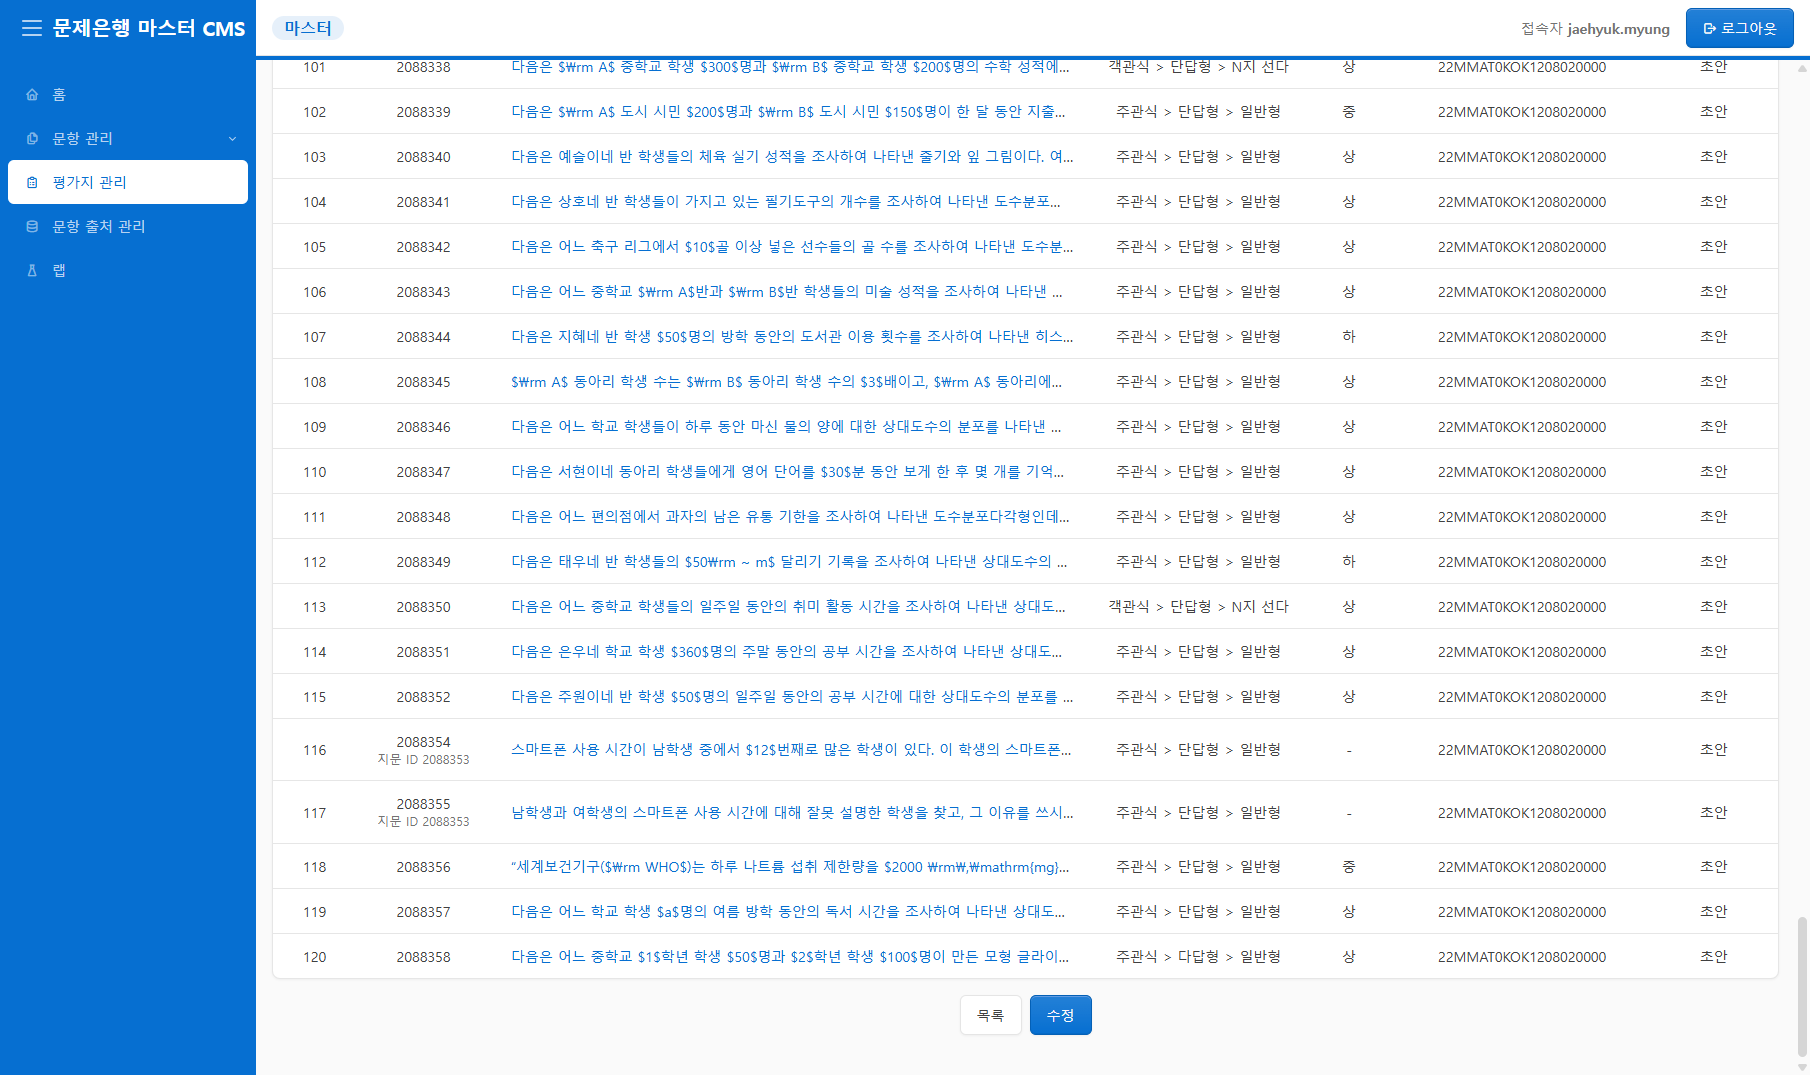 문제은행 마스터 CMS
마스터
접속자 jaehyuk.myung
로그아웃
홈
문항 관리
평가지 관리
문항 출처 관리
랩
101 2088338 다음은 $₩rm A$ 중학교 학생 $300$명과 $₩rm B$ 중학교 학생 $200$명의 수학 성적에... 객관식 > 단답형 > N지 선다 상 22MMAT0KOK1208020000 초안
102 2088339 다음은 $₩rm A$ 도시 시민 $200$명과 $₩rm B$ 도시 시민 $150$명이 한 달 동안 지출... 주관식 > 단답형 > 일반형 중 22MMAT0KOK1208020000 초안
103 2088340 다음은 예슬이네 반 학생들의 체육 실기 성적을 조사하여 나타낸 줄기와 잎 그림이다. 여... 주관식 > 단답형 > 일반형 상 22MMAT0KOK1208020000 초안
104 2088341 다음은 상호네 반 학생들이 가지고 있는 필기도구의 개수를 조사하여 나타낸 도수분포... 주관식 > 단답형 > 일반형 상 22MMAT0KOK1208020000 초안
105 2088342 다음은 어느 축구 리그에서 $10$골 이상 넣은 선수들의 골 수를 조사하여 나타낸 도수분... 주관식 > 단답형 > 일반형 상 22MMAT0KOK1208020000 초안
106 2088343 다음은 어느 중학교 $₩rm A$반과 $₩rm B$반 학생들의 미술 성적을 조사하여 나타낸 ... 주관식 > 단답형 > 일반형 상 22MMAT0KOK1208020000 초안
107 2088344 다음은 지혜네 반 학생 $50$명의 방학 동안의 도서관 이용 횟수를 조사하여 나타낸 히스... 주관식 > 단답형 > 일반형 하 22MMAT0KOK1208020000 초안
108 2088345 $₩rm A$ 동아리 학생 수는 $₩rm B$ 동아리 학생 수의 $3$배이고, $₩rm A$ 동아리에... 주관식 > 단답형 > 일반형 상 22MMAT0KOK1208020000 초안
109 2088346 다음은 어느 학교 학생들이 하루 동안 마신 물의 양에 대한 상대도수의 분포를 나타낸 ... 주관식 > 단답형 > 일반형 상 22MMAT0KOK1208020000 초안
110 2088347 다음은 서현이네 동아리 학생들에게 영어 단어를 $30$분 동안 보게 한 후 몇 개를 기억... 주관식 > 단답형 > 일반형 상 22MMAT0KOK1208020000 초안
111 2088348 다음은 어느 편의점에서 과자의 남은 유통 기한을 조사하여 나타낸 도수분포다각형인데... 주관식 > 단답형 > 일반형 상 22MMAT0KOK1208020000 초안
112 2088349 다음은 태우네 반 학생들의 $50₩rm ~ m$ 달리기 기록을 조사하여 나타낸 상대도수의 ... 주관식 > 단답형 > 일반형 하 22MMAT0KOK1208020000 초안
113 2088350 다음은 어느 중학교 학생들의 일주일 동안의 취미 활동 시간을 조사하여 나타낸 상대도... 객관식 > 단답형 > N지 선다 상 22MMAT0KOK1208020000 초안
114 2088351 다음은 은우네 학교 학생 $360$명의 주말 동안의 공부 시간을 조사하여 나타낸 상대도... 주관식 > 단답형 > 일반형 상 22MMAT0KOK1208020000 초안
115 2088352 다음은 주원이네 반 학생 $50$명의 일주일 동안의 공부 시간에 대한 상대도수의 분포를 ... 주관식 > 단답형 > 일반형 상 22MMAT0KOK1208020000 초안
116 2088354 스마트폰 사용 시간이 남학생 중에서 $12$번째로 많은 학생이 있다. 이 학생의 스마트폰... 주관식 > 단답형 > 일반형 - 22MMAT0KOK1208020000 초안
지문 ID 2088353
117 2088355 남학생과 여학생의 스마트폰 사용 시간에 대해 잘못 설명한 학생을 찾고, 그 이유를 쓰시... 주관식 > 단답형 > 일반형 - 22MMAT0KOK1208020000 초안
지문 ID 2088353
118 2088356 “세계보건기구($₩rm WHO$)는 하루 나트륨 섭취 제한량을 $2000 ₩rm₩,₩mathrm{mg}... 주관식 > 단답형 > 일반형 중 22MMAT0KOK1208020000 초안
119 2088357 다음은 어느 학교 학생 $a$명의 여름 방학 동안의 독서 시간을 조사하여 나타낸 상대도... 주관식 > 단답형 > 일반형 상 22MMAT0KOK1208020000 초안
120 2088358 다음은 어느 중학교 $1$학년 학생 $50$명과 $2$학년 학생 $100$명이 만든 모형 글라이... 주관식 > 다답형 > 일반형 상 22MMAT0KOK1208020000 초안
목록
수정